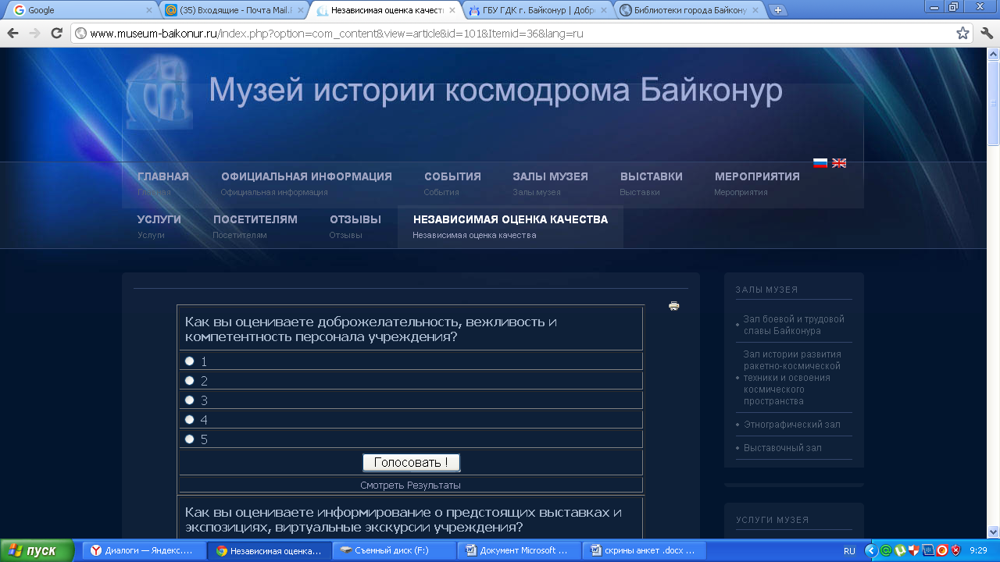 Google
(35) Входящие - Почта Mail.R
Независимая оценка качеств
ГБУ ГДК г. Байконур | Добро
Библиотеки города Байкону
www.museum-baikonur.ru/index.php?option=com_content&view=article&id=101&Itemid=36&lang=ru
Музей истории космодрома Байконур
ГЛАВНАЯ ОФИЦИАЛЬНАЯ ИНФОРМАЦИЯ СОБЫТИЯ ЗАЛЫ МУЗЕЯ ВЫСТАВКИ МЕРОПРИЯТИЯ
Главная Официальная информация События Залы музея Выставки Мероприятия
УСЛУГИ ПОСЕТИТЕЛЯМ ОТЗЫВЫ НЕЗАВИСИМАЯ ОЦЕНКА КАЧЕСТВА
Услуги Посетителям Отзывы Независимая оценка качества
Как вы оцениваете доброжелательность, вежливость и
компетентность персонала учреждения?
1
2
3
4
5
Голосовать !
Смотреть Результаты
Как вы оцениваете информирование о предстоящих выставках и
экспозициях, виртуальные экскурсии учреждения?
ЗАЛЫ МУЗЕЯ
Зал боевой и трудовой
славы Байконура
Зал истории развития
ракетно-космической
техники и освоения
космического
пространства
Этнографический зал
Выставочный зал
УСЛУГИ МУЗЕЯ
пуск
Диалоги — Яндекс....
Независимая оценка...
Съемный диск (F:)
Документ Microsoft ...
скрины анкет .docx ...
RU
9:29